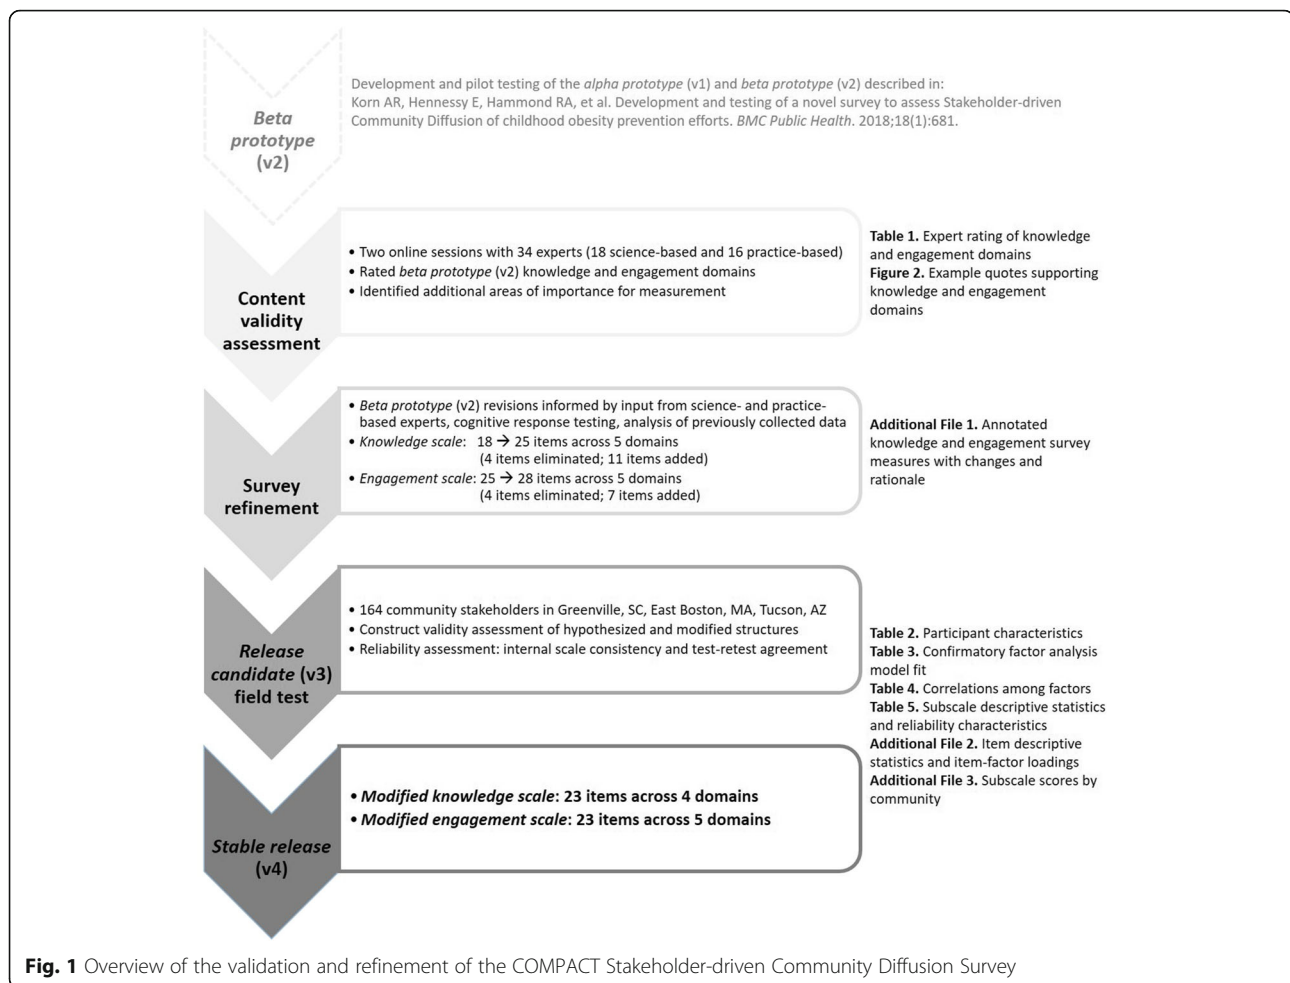 Beta
prototype
(v2)
Development and pilot testing of the alpha prototype (v1) and beta prototype (v2) described in:
Korn AR, Hennessy E, Hammond RA, et al. Development and testing of a novel survey to assess Stakeholder-driven
Community Diffusion of childhood obesity prevention efforts. BMC Public Health. 2018;18(1):681.
Content
validity
assessment
• Two online sessions with 34 experts (18 science-based and 16 practice-based)
• Rated beta prototype (v2) knowledge and engagement domains
• Identified additional areas of importance for measurement
Table 1. Expert rating of knowledge
and engagement domains
Figure 2. Example quotes supporting
knowledge and engagement
domains
Survey
refinement
• Beta prototype (v2) revisions informed by input from science- and practice-
based experts, cognitive response testing, analysis of previously collected data
• Knowledge scale: 18 → 25 items across 5 domains
(4 items eliminated; 11 items added)
• Engagement scale: 25 → 28 items across 5 domains
(4 items eliminated; 7 items added)
Additional File 1. Annotated
knowledge and engagement survey
measures with changes and
rationale
Release
candidate (v3)
field test
• 164 community stakeholders in Greenville, SC, East Boston, MA, Tucson, AZ
• Construct validity assessment of hypothesized and modified structures
• Reliability assessment: internal scale consistency and test-retest agreement
Table 2. Participant characteristics
Table 3. Confirmatory factor analysis
model fit
Table 4. Correlations among factors
Table 5. Subscale descriptive statistics
and reliability characteristics
Additional File 2. Item descriptive
statistics and item-factor loadings
Additional File 3. Subscale scores by
community
Stable release
(v4)
• Modified knowledge scale: 23 items across 4 domains
• Modified engagement scale: 23 items across 5 domains
Fig. 1 Overview of the validation and refinement of the COMPACT Stakeholder-driven Community Diffusion Survey